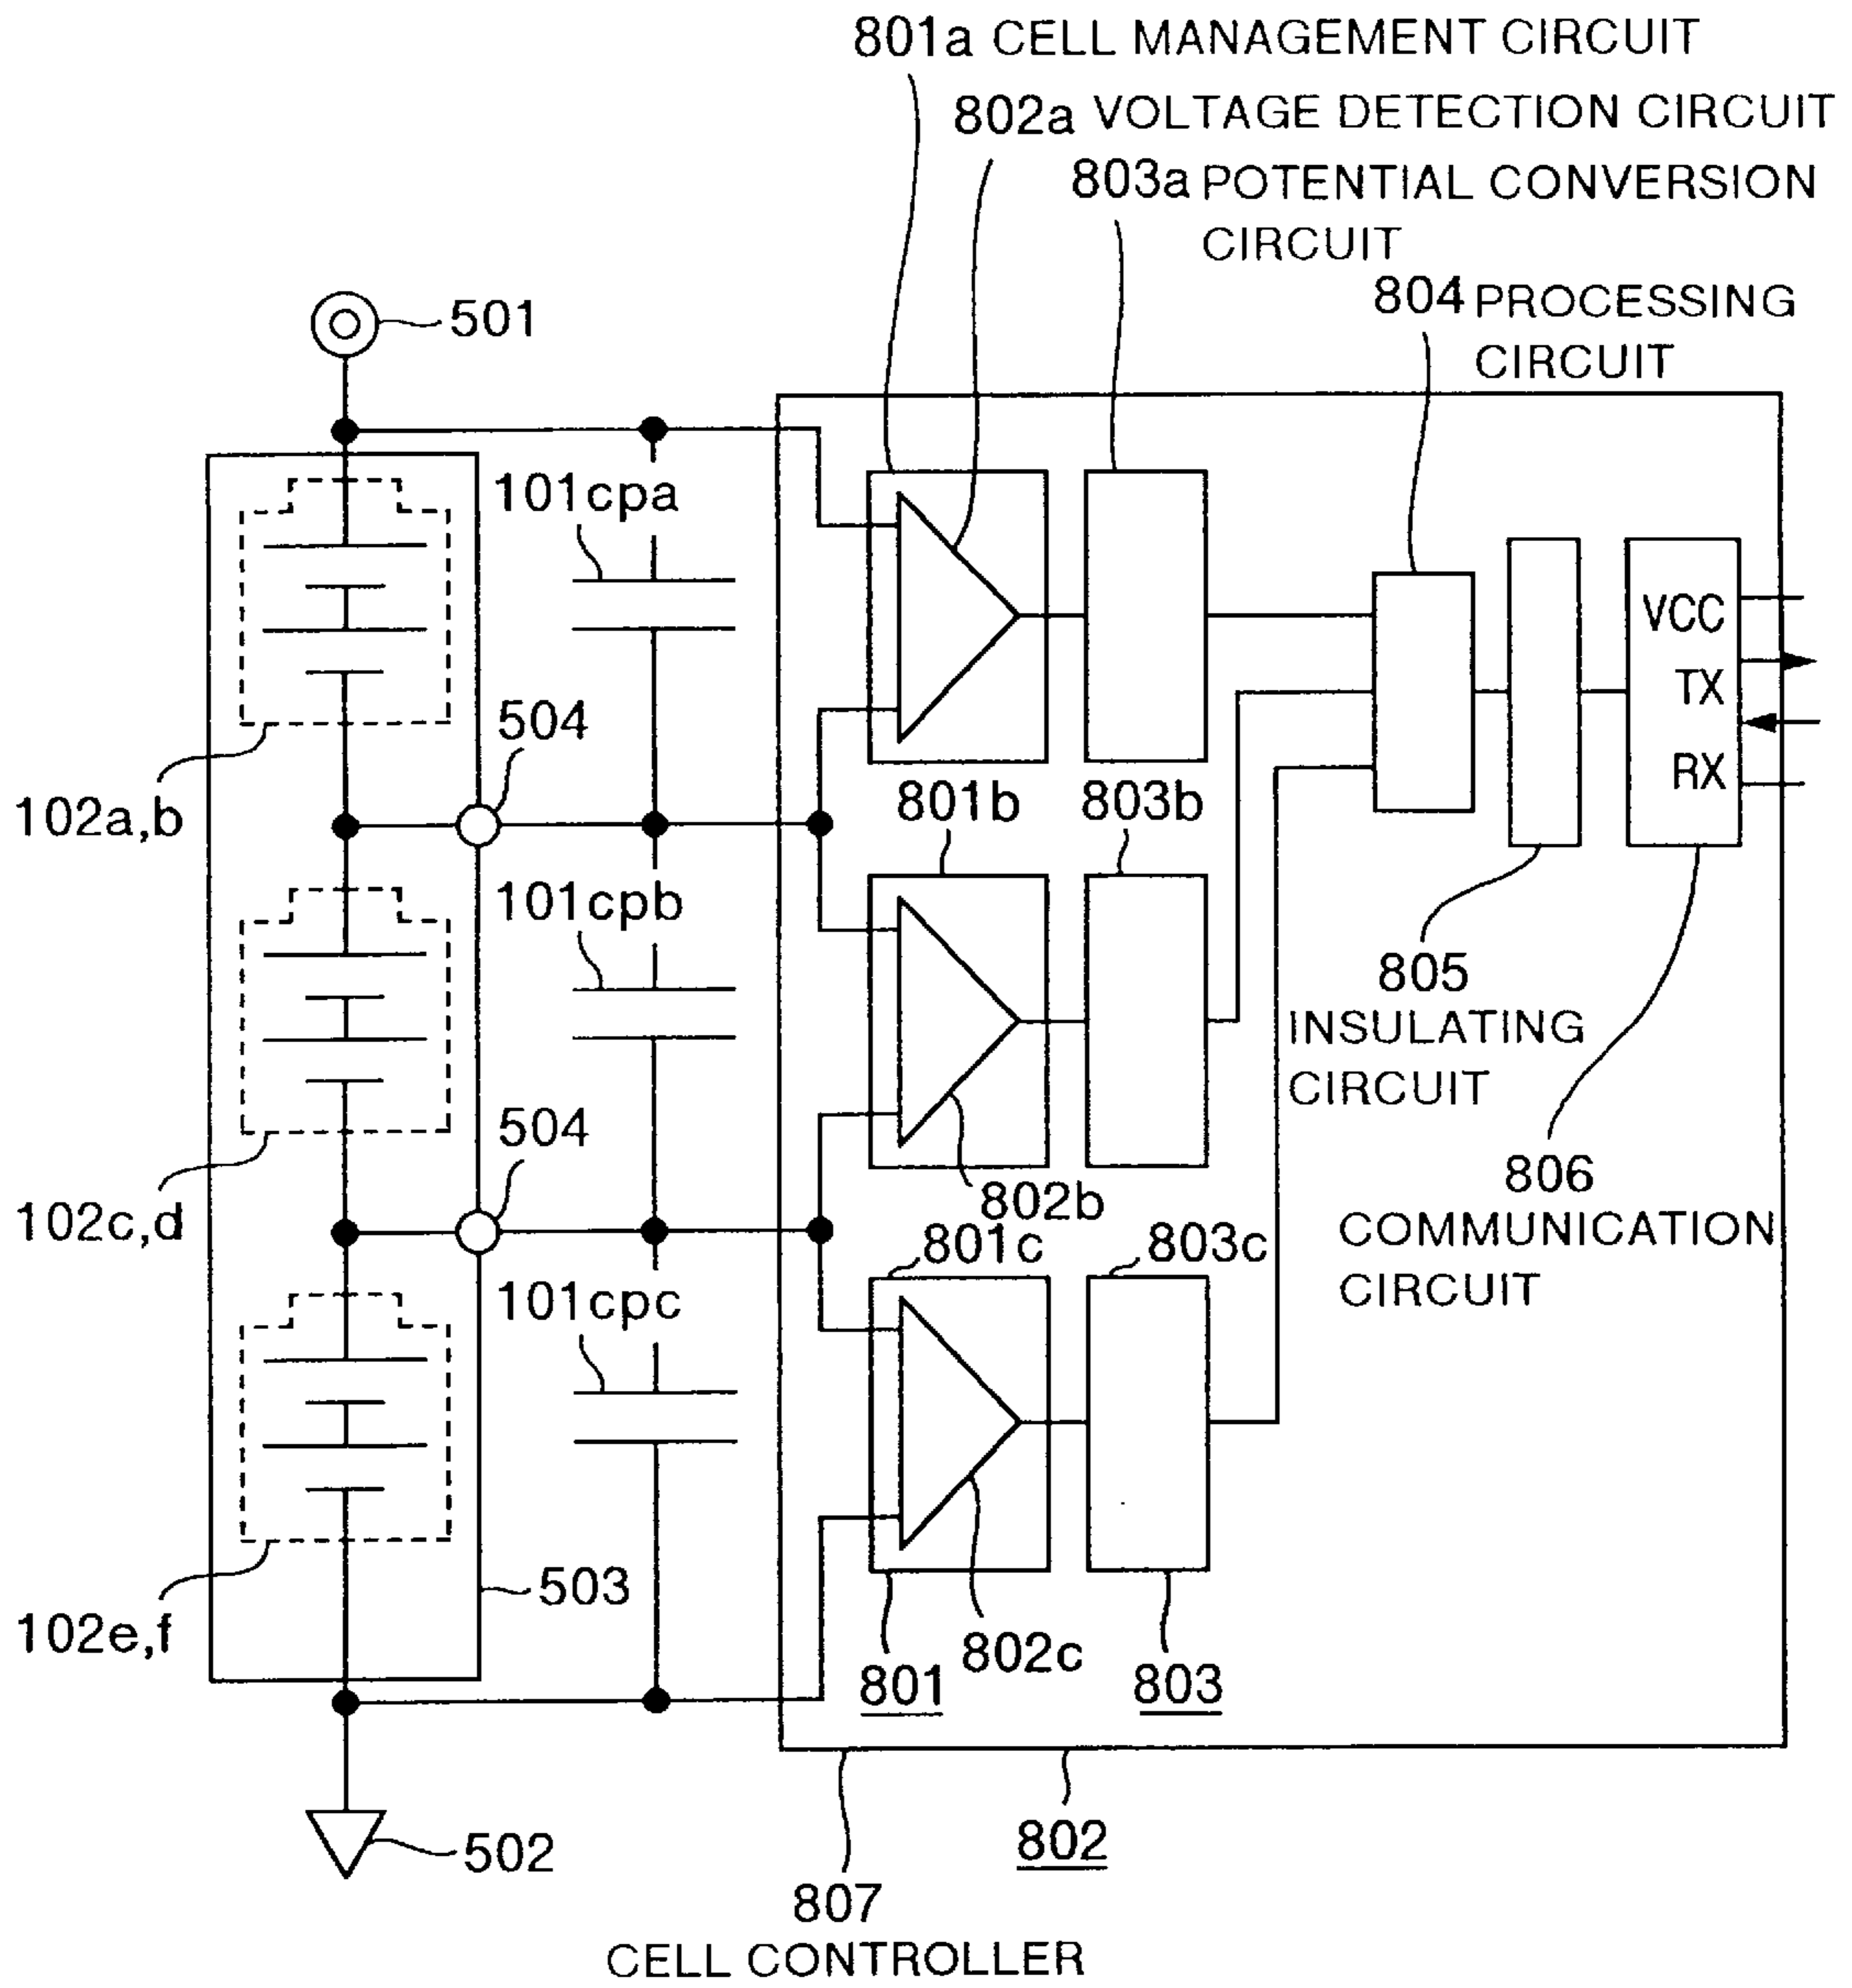 801a CELL MANAGEMENT CIRCUIT
802a VOLTAGE DETECTION CIRCUIT
803a POTENTIAL CONVERSION
CIRCUIT
804 PROCESSING
CIRCUIT
501
101cpa
VCC
TX
RX
504
102a,b
801b
803b
101cpb
805
INSULATING
CIRCUIT
504
806
COMMUNICATION
CIRCUIT
102c,d
802b
801c
803c
101cpc
503
102e,f
802c
801
803
502
802
807
CELL CONTROLLER